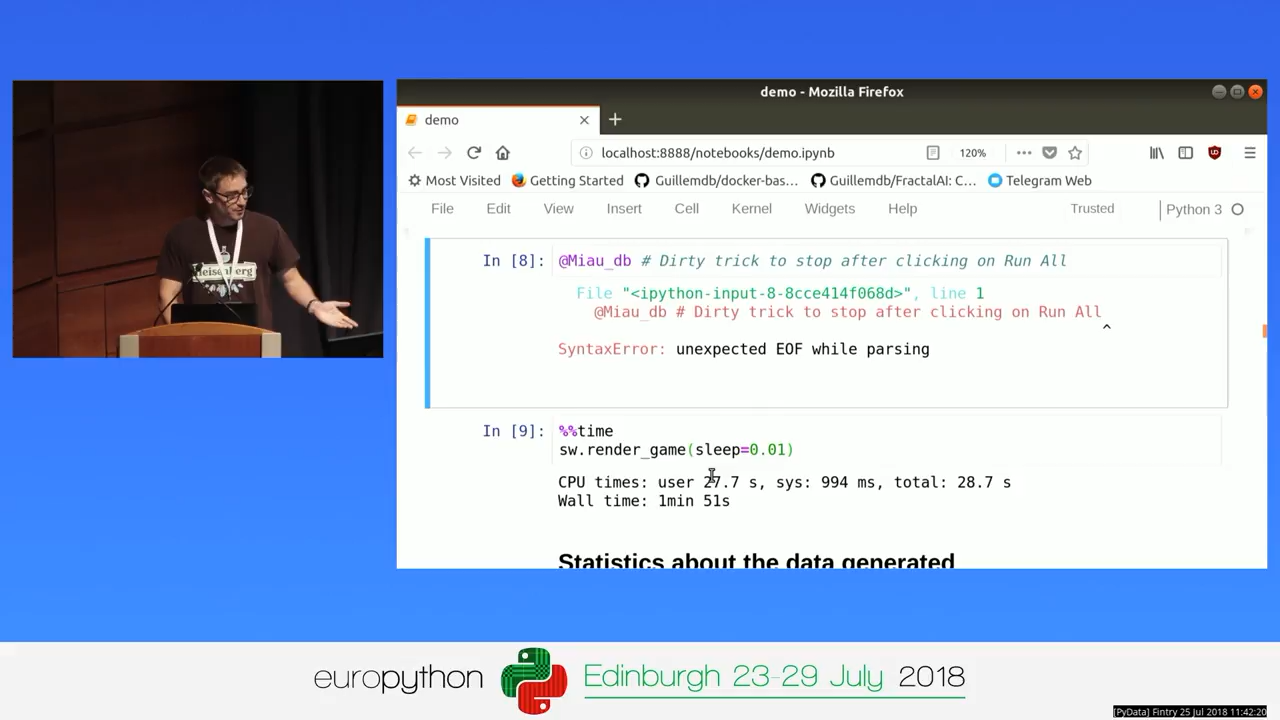 Heisenberg
demo - Mozilla Firefox
demo
localhost:8888/notebooks/demo.ipynb
120%
Most Visited
Getting Started
Guillemdb/docker-bas...
Guillemdb/FractalAI: C...
Telegram Web
File Edit View Insert Cell Kernel Widgets Help
Trusted
Python 3
In [8]: @Miau_db # Dirty trick to stop after clicking on Run All
File "<ipython-input-8-8cce414f068d>", line 1
@Miau_db # Dirty trick to stop after clicking on Run All
^
SyntaxError: unexpected EOF while parsing
In [9]: %%time
sw.render_game(sleep=0.01)
CPU times: user 27.7 s, sys: 994 ms, total: 28.7 s
Wall time: 1min 51s
Statistics about the data generated
europython Edinburgh 23-29 July 2018
[PyData] Fintry 25 Jul 2018 11:42:20